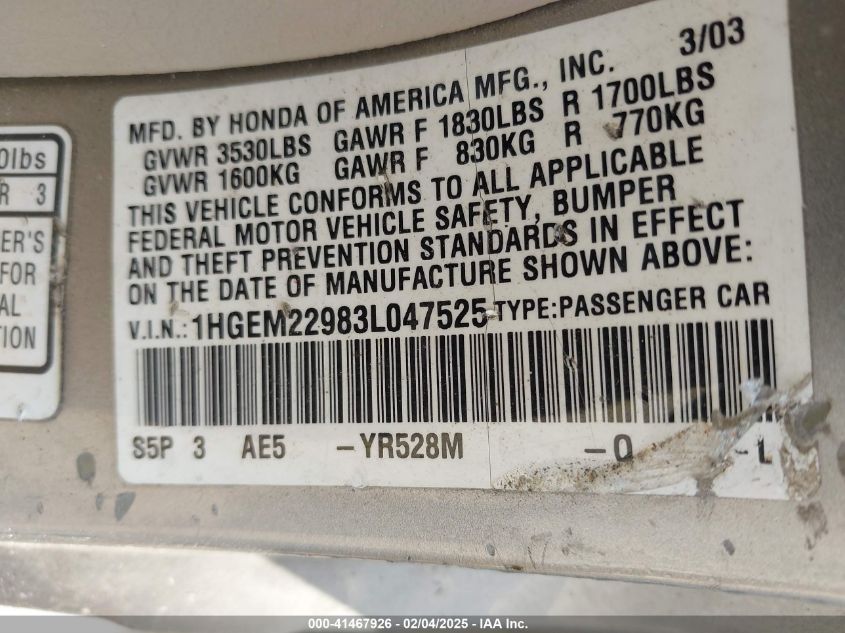 3/03
MFD. BY HONDA OF AMERICA MFG., INC.
GVWR 3530LBS GAWR F 1830LBS R 1700LBS
GVWR 1600KG GAWR F 830KG R 770KG
THIS VEHICLE CONFORMS TO ALL APPLICABLE
FEDERAL MOTOR VEHICLE SAFETY, BUMPER
AND THEFT PREVENTION STANDARDS IN EFFECT
ON THE DATE OF MANUFACTURE SHOWN ABOVE:
V.I.N.: 1HGEM22983L047525 TYPE:PASSENGER CAR
S5P 3 AE5 -YR528M -0 -L
0lbs
R 3
ER'S
FOR
AL
TION
000-41467926 - 02/04/2025 - IAA Inc.